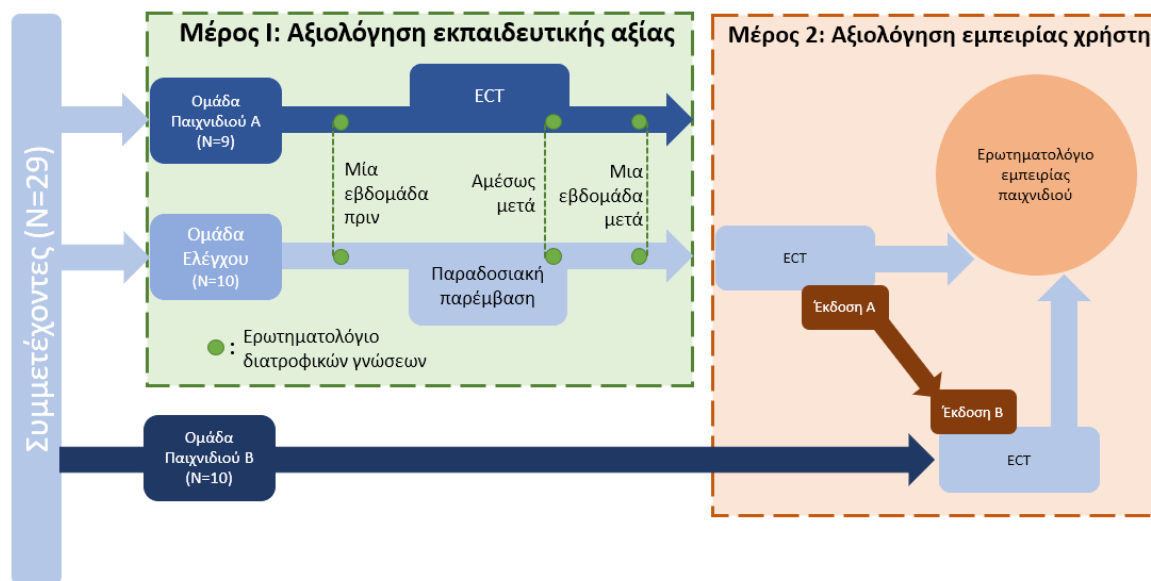 Συμμετέχοντες (N=29)
Μέρος Ι: Αξιολόγηση εκπαιδευτικής αξίας
Ομάδα
Παιχνιδιού Α
(N=9)
ECT
Μία
εβδομάδα
πριν
Αμέσως
μετά
Μια
εβδομάδα
μετά
Ομάδα
Ελέγχου
(N=10)
Παραδοσιακή
παρέμβαση
: Ερωτηματολόγιο
διατροφικών γνώσεων
Ομάδα
Παιχνιδιού Β
(N=10)
Μέρος 2: Αξιολόγηση εμπειρίας χρήστη
Ερωτηματολόγιο
εμπειρίας
παιχνιδιού
ECT
Έκδοση Α
Έκδοση Β
ECT